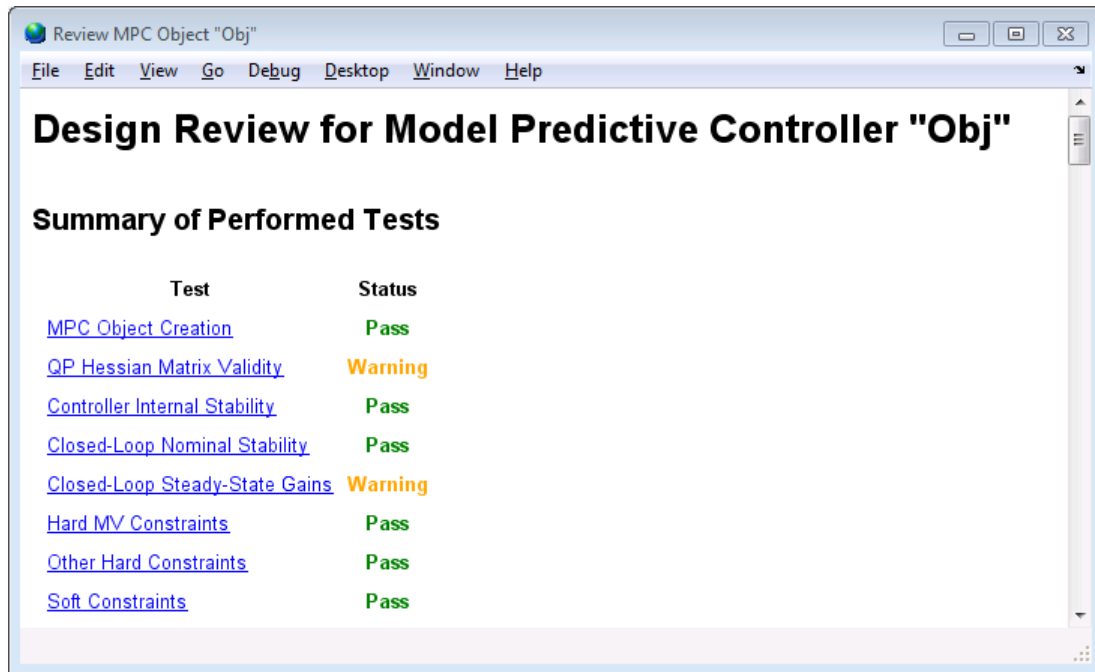 Review MPC Object "Obj"
File Edit View Go Debug Desktop Window Help
Design Review for Model Predictive Controller "Obj"
Summary of Performed Tests
Test Status
MPC Object Creation Pass
QP Hessian Matrix Validity Warning
Controller Internal Stability Pass
Closed-Loop Nominal Stability Pass
Closed-Loop Steady-State Gains Warning
Hard MV Constraints Pass
Other Hard Constraints Pass
Soft Constraints Pass